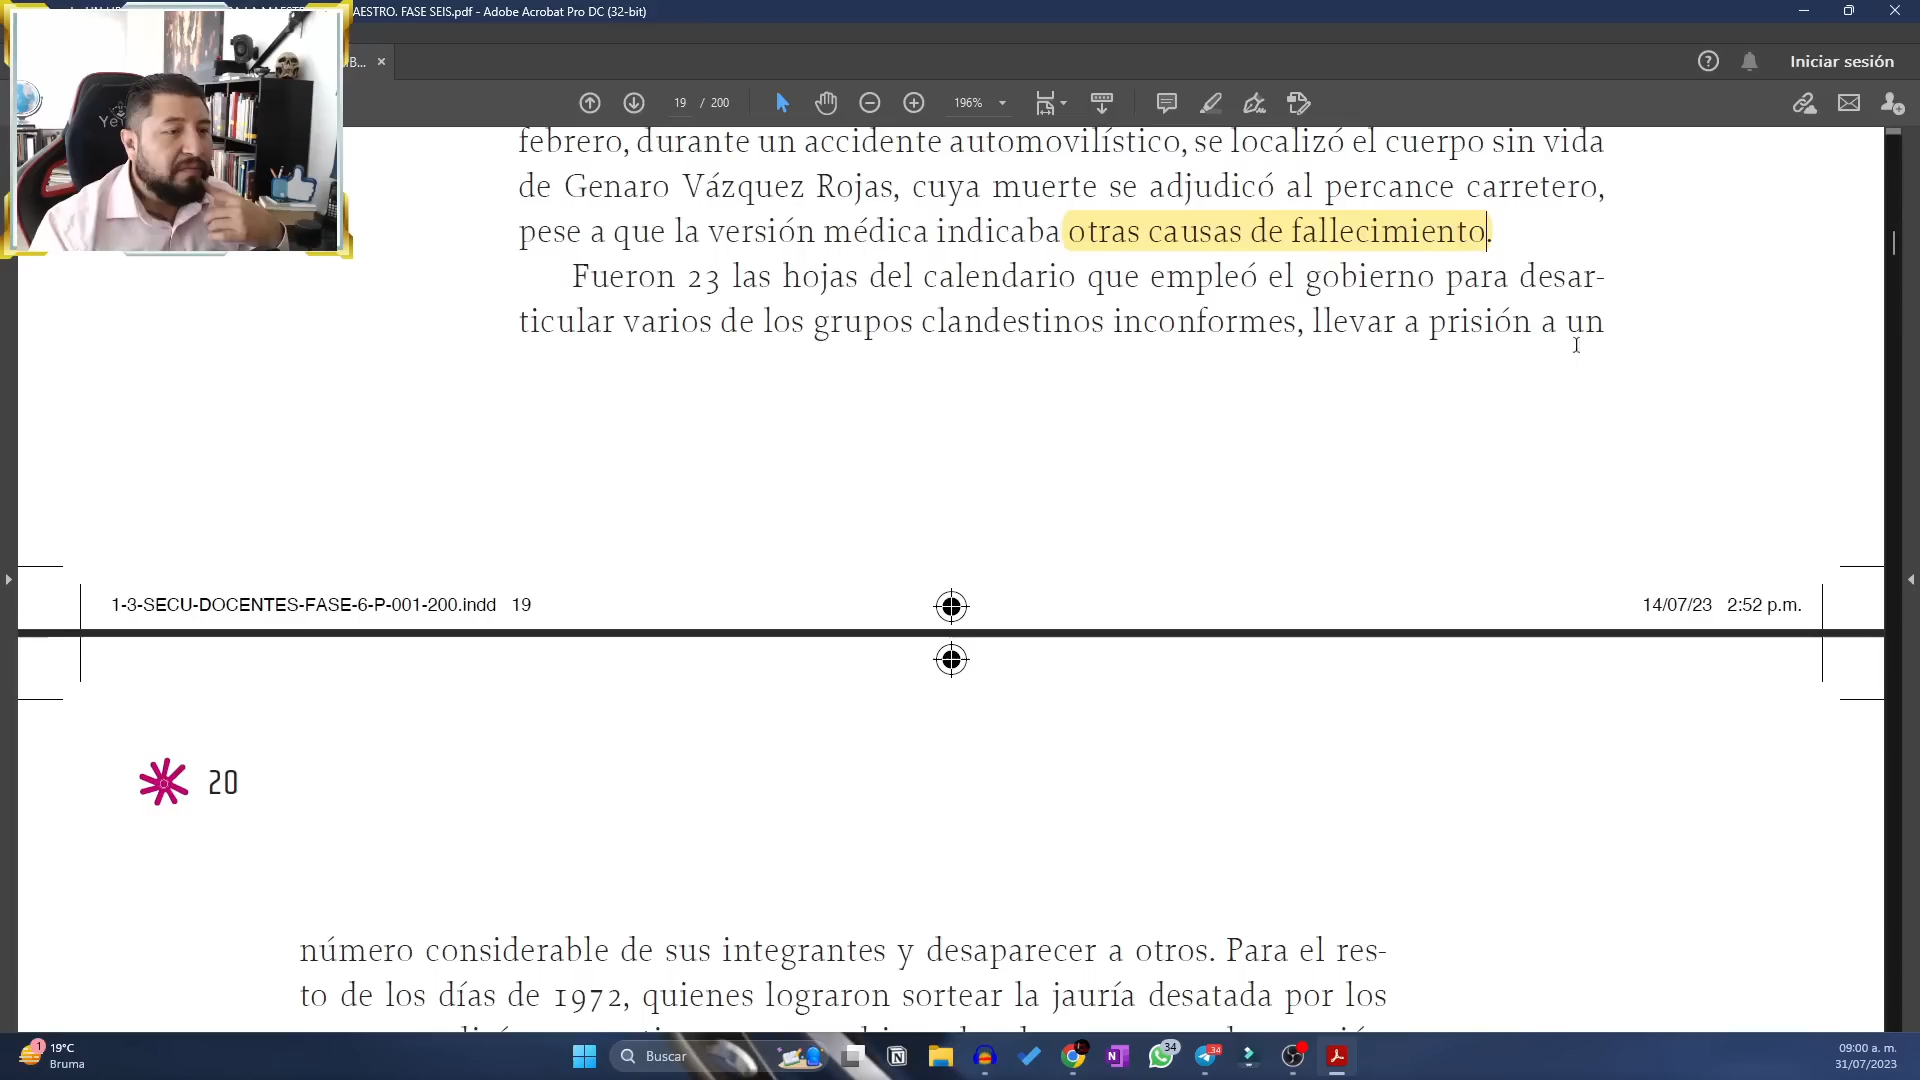 AESTRO. FASE SEIS.pdf - Adobe Acrobat Pro DC (32-bit)
B... ×
Iniciar sesión
19 / 200
196%
febrero, durante un accidente automovilístico, se localizó el cuerpo sin vida
de Genaro Vázquez Rojas, cuya muerte se adjudicó al percance carretero,
pese a que la versión médica indicaba otras causas de fallecimiento.
Fueron 23 las hojas del calendario que empleó el gobierno para desar-
ticular varios de los grupos clandestinos inconformes, llevar a prisión a un
1-3-SECU-DOCENTES-FASE-6-P-001-200.indd 19
14/07/23 2:52 p.m.
20
número considerable de sus integrantes y desaparecer a otros. Para el res-
to de los días de 1972, quienes lograron sortear la jauría desatada por los
1
19°C
Bruma
Buscar
34
34
09:00 a. m.
31/07/2023